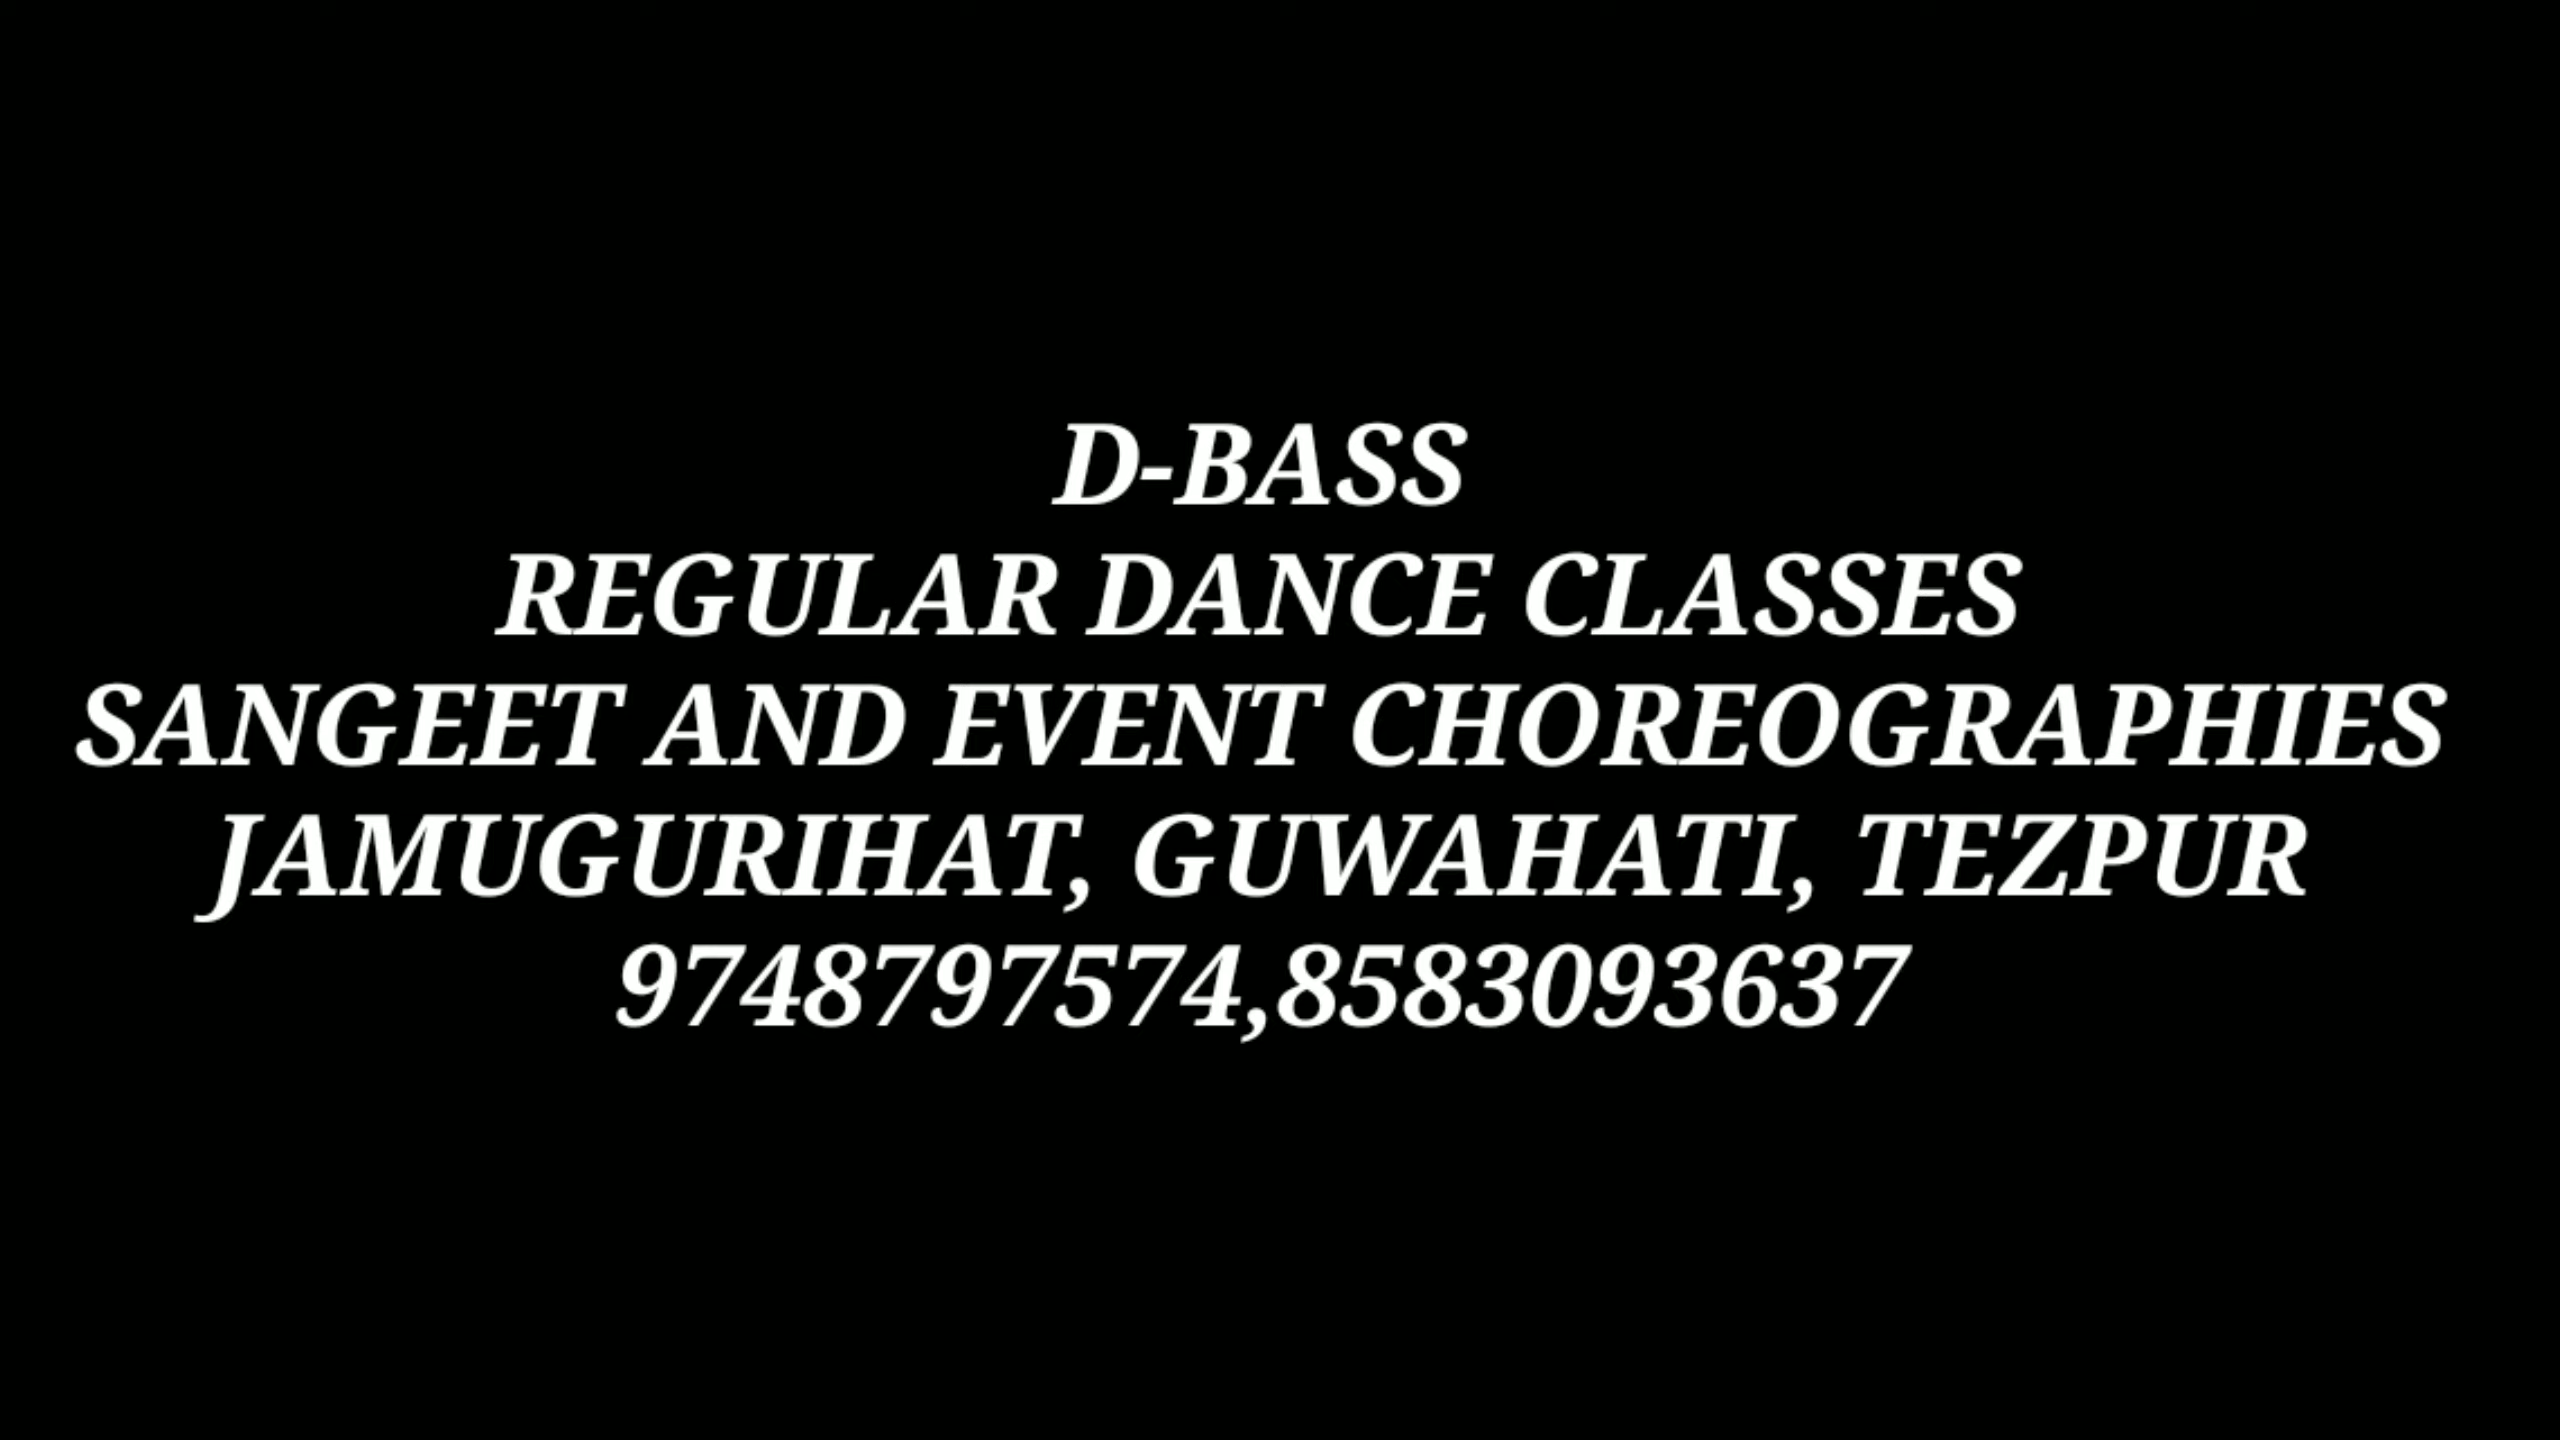 D-BASS
REGULAR DANCE CLASSES
SANGEET AND EVENT CHOREOGRAPHIES
JAMUGURIHAT, GUWAHATI, TEZPUR
9748797574,8583093637